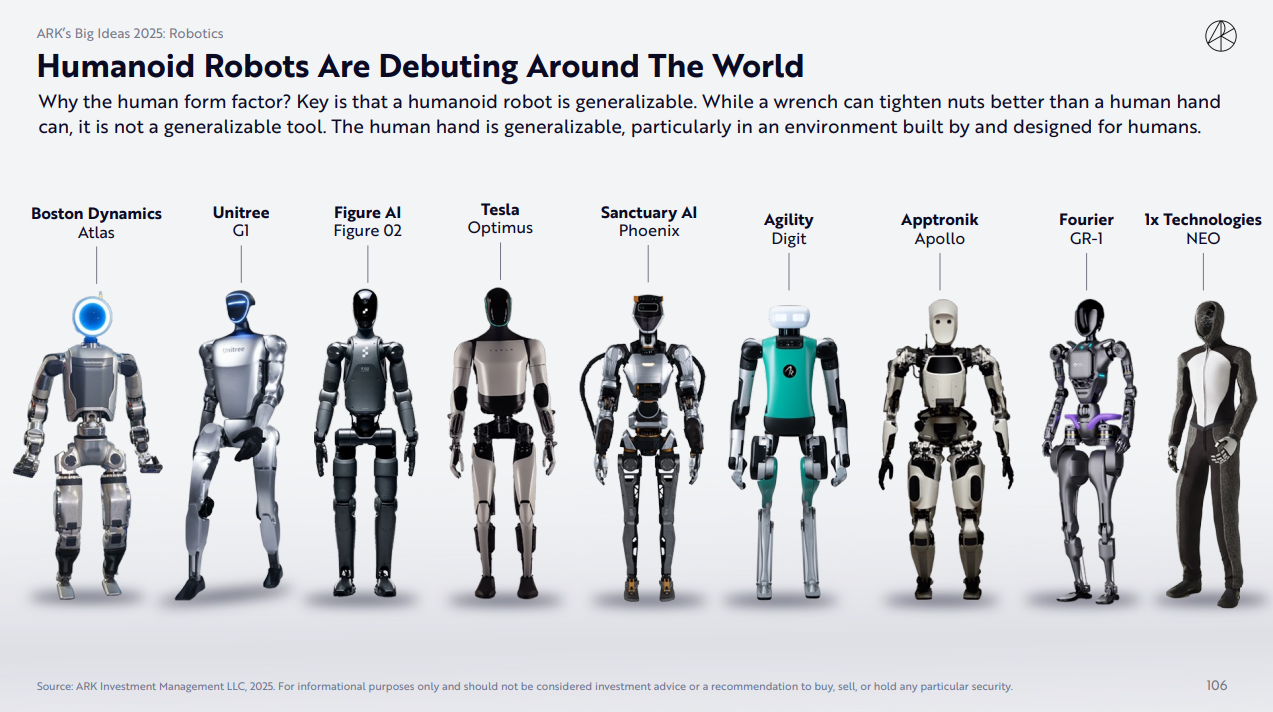 ARK's Big Ideas 2025: Robotics
Humanoid Robots Are Debuting Around The World
Why the human form factor? Key is that a humanoid robot is generalizable. While a wrench can tighten nuts better than a human hand
can, it is not a generalizable tool. The human hand is generalizable, particularly in an environment built by and designed for humans.
Boston Dynamics
Atlas
Unitree
G1
Figure AI
Figure 02
Tesla
Optimus
Sanctuary AI
Phoenix
Agility
Digit
Apptronik
Apollo
Fourier
GR-1
1x Technologies
NEO
Unitree
TESLA
Source: ARK Investment Management LLC, 2025. For informational purposes only and should not be considered investment advice or a recommendation to buy, sell, or hold any particular security.
106